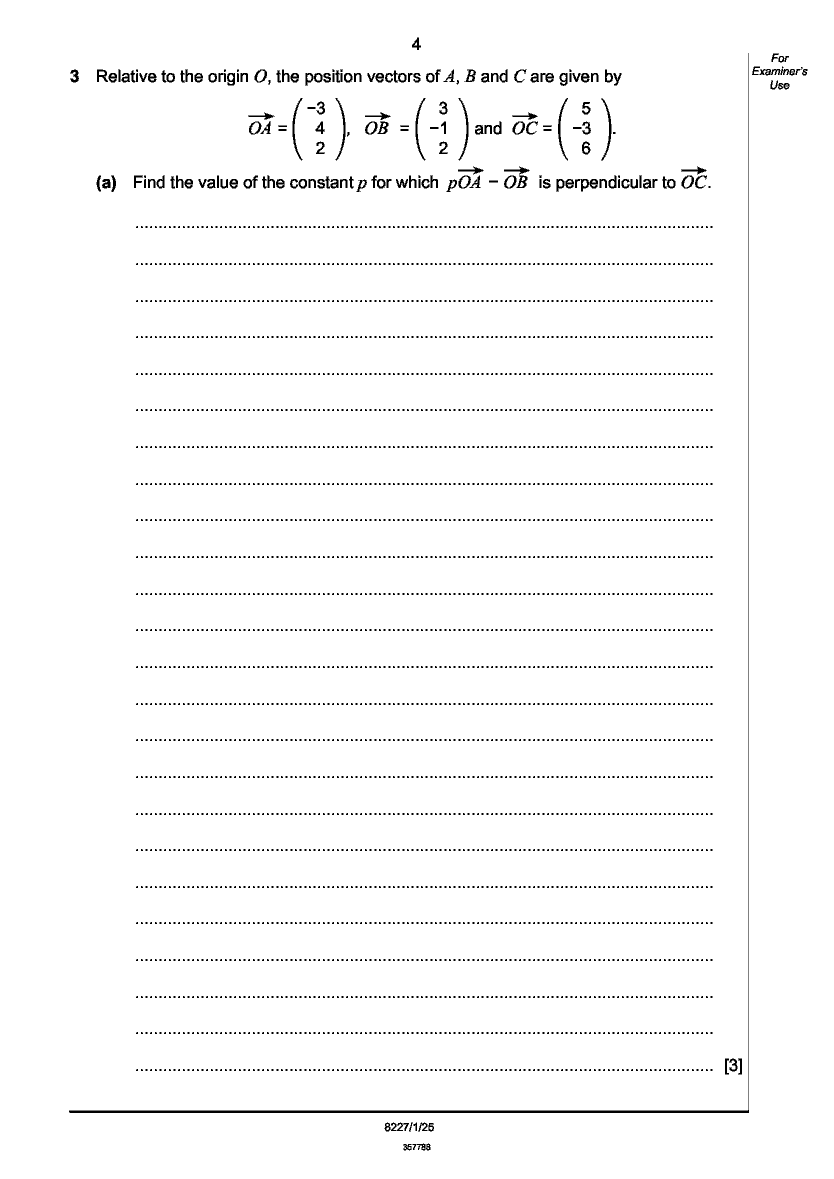 4
For
Examiner's
Use
3 Relative to the origin O, the position vectors of A, B and C are given by
OA = (−3 4 2), OB = (3 −1 2) and OC = (5 −3 6).
(a) Find the value of the constant p for which pOA − OB is perpendicular to OC.
[3]
8227/1/25
357788